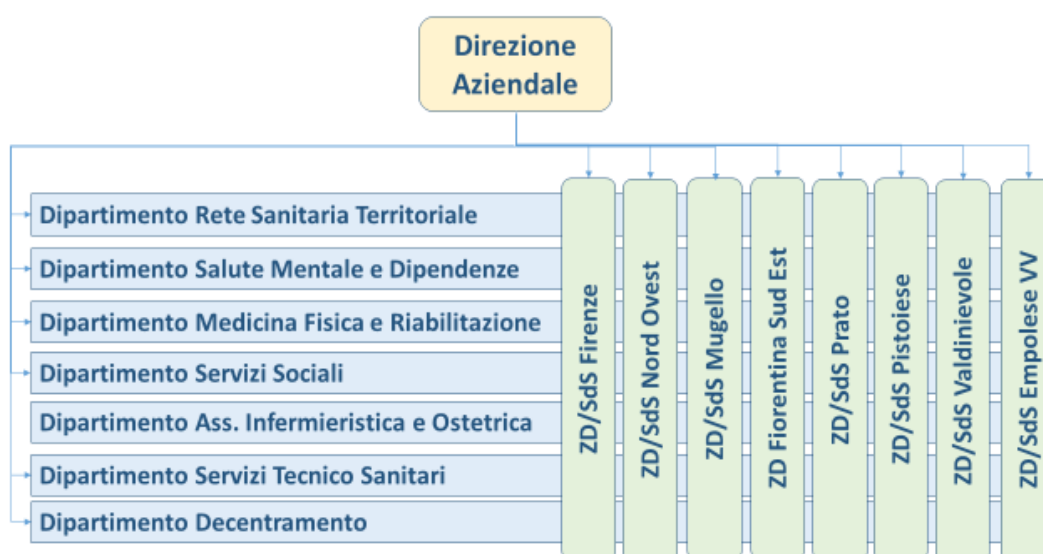 Direzione
Aziendale
Dipartimento Rete Sanitaria Territoriale
Dipartimento Salute Mentale e Dipendenze
Dipartimento Medicina Fisica e Riabilitazione
Dipartimento Servizi Sociali
Dipartimento Ass. Infermieristica e Ostetrica
Dipartimento Servizi Tecnico Sanitari
Dipartimento Decentramento
ZD/SdS Firenze
ZD/SdS Nord Ovest
ZD/SdS Mugello
ZD Fiorentina Sud Est
ZD/SdS Prato
ZD/SdS Pistoiese
ZD/SdS Valdinievole
ZD/SdS Empolese VV